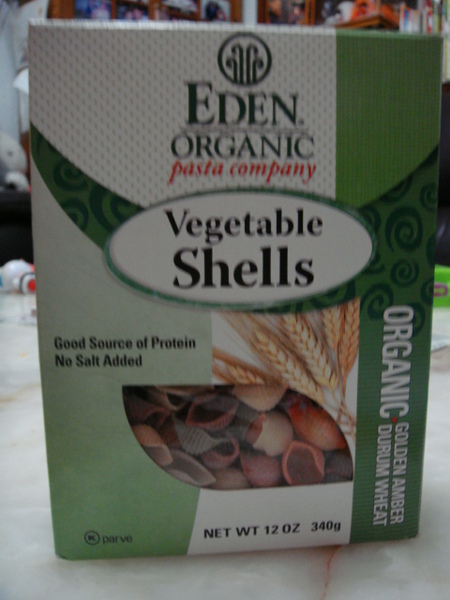 EDEN
ORGANIC
pasta company
Vegetable
Shells
Good Source of Protein
No Salt Added
ORGANIC GOLDEN AMBER
DURUM WHEAT
K parve
NET WT 12 OZ 340g